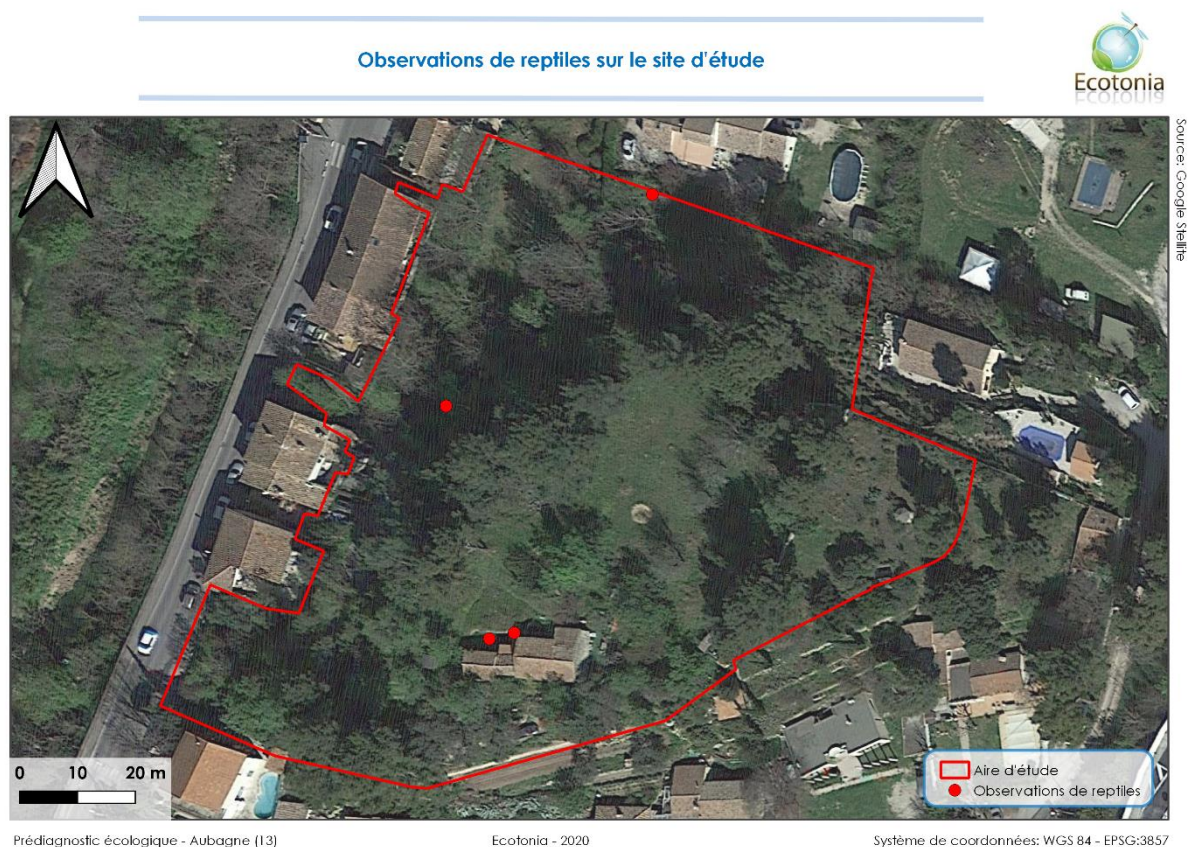 Observations de reptiles sur le site d'étude
Ecotonia
Source: Google Stellite
0 10 20 m
Aire d'étude
Observations de reptiles
Prédiagnostic écologique - Aubagne (13)
Ecotonia - 2020
Système de coordonnées: WGS 84 - EPSG:3857